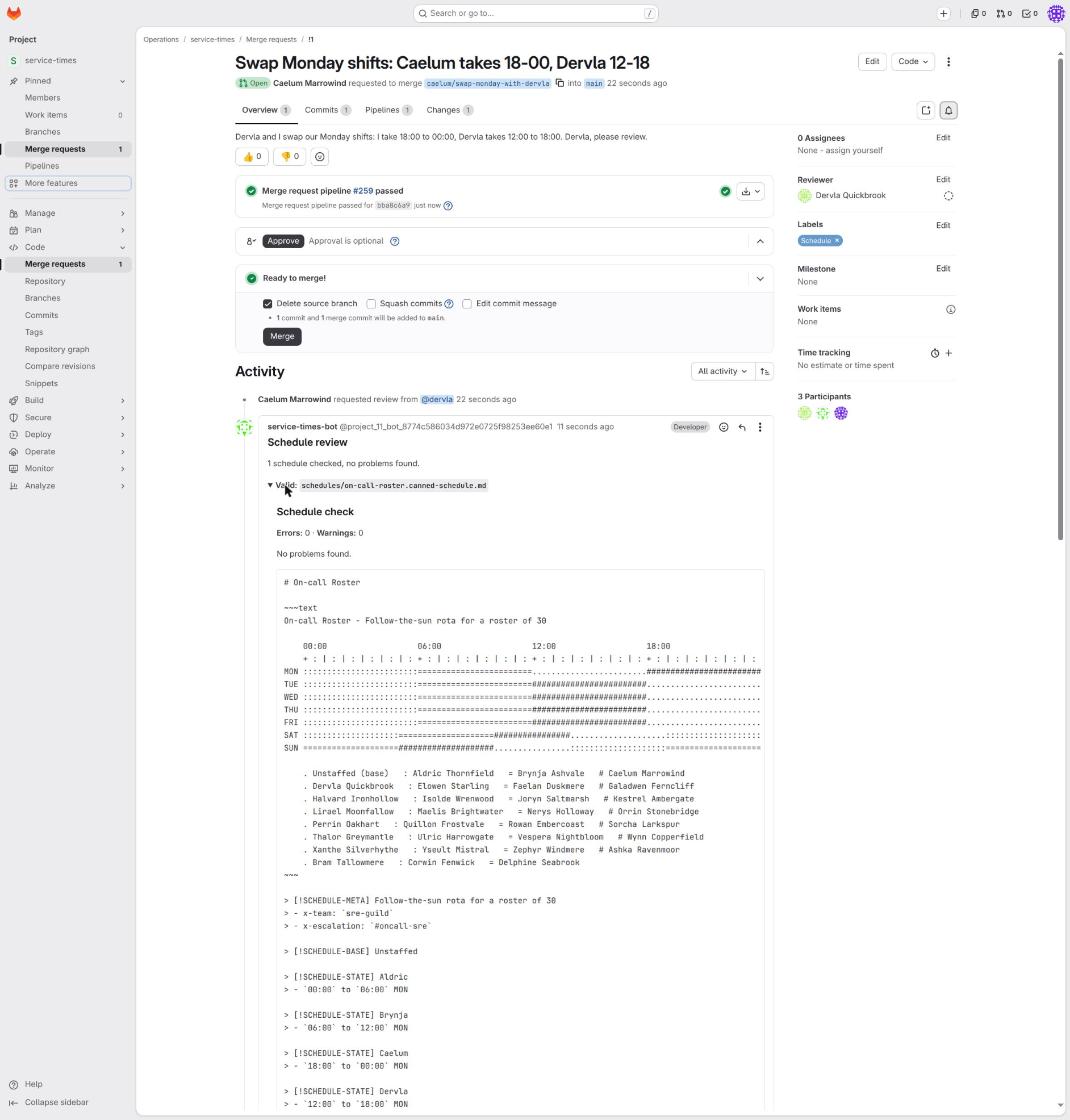 Search or go to...
/
0
0
0
Project
S service-times
Pinned
Members
Work items 0
Branches
Merge requests 1
Pipelines
More features
Manage
Plan
Code
Merge requests 1
Repository
Branches
Commits
Tags
Repository graph
Compare revisions
Snippets
Build
Secure
Deploy
Operate
Monitor
Analyze
Help
Collapse sidebar
Operations / service-times / Merge requests / !1
Swap Monday shifts: Caelum takes 18-00, Dervla 12-18
Edit
Code
Open Caelum Marrowind requested to merge caelum/swap-monday-with-dervla into main 22 seconds ago
Overview 1 Commits 1 Pipelines 1 Changes 1
Dervla and I swap our Monday shifts: I take 18:00 to 00:00, Dervla takes 12:00 to 18:00. Dervla, please review.
👍 0 👎 0
Merge request pipeline #259 passed
Merge request pipeline passed for bba8c6a9 just now
Approve Approval is optional
Ready to merge!
Delete source branch Squash commits Edit commit message
• 1 commit and 1 merge commit will be added to main.
Merge
Activity
All activity
Caelum Marrowind requested review from @dervla 22 seconds ago
service-times-bot @project_11_bot_8774c586034d972e0725f98253ee60e1 11 seconds ago
Developer
Schedule review
1 schedule checked, no problems found.
▼ Valid: schedules/on-call-roster.canned-schedule.md
Schedule check
Errors: 0 · Warnings: 0
No problems found.
# On-call Roster
~~~text
On-call Roster - Follow-the-sun rota for a roster of 30
00:00 06:00 12:00 18:00
+ : | : | : | : | : | : + : | : | : | : | : | : + : | : | : | : | : | : + : | : | : | : | : | :
MON ::::::::::::::::::::::::========================........................########################
TUE ::::::::::::::::::::::::========================########################........................
WED ::::::::::::::::::::::::========================########################........................
THU ::::::::::::::::::::::::========================########################........................
FRI ::::::::::::::::::::::::========================########################........................
SAT ::::::::::::::::::::====================################....................::::::::::::::::::::
SUN ====================####################................::::::::::::::::::::====================
. Unstaffed (base) : Aldric Thornfield = Brynja Ashvale # Caelum Marrowind
. Dervla Quickbrook : Elowen Starling = Faelan Duskmere # Galadwen Ferncliff
. Halvard Ironhollow : Isolde Wrenwood = Joryn Saltmarsh # Kestrel Ambergate
. Lirael Moonfallow : Maelis Brightwater = Nerys Holloway # Orrin Stonebridge
. Perrin Oakhart : Quillon Frostvale = Rowan Embercoast # Sorcha Larkspur
. Thalor Greymantle : Ulric Harrowgate = Vespera Nightbloom # Wynn Copperfield
. Xanthe Silverhythe : Yseult Mistral = Zephyr Windmere # Ashka Ravenmoor
. Bram Tallowmere : Corwin Fenwick = Delphine Seabrook
~~~
> [!SCHEDULE-META] Follow-the-sun rota for a roster of 30
> - x-team: `sre-guild`
> - x-escalation: `#oncall-sre`
> [!SCHEDULE-BASE] Unstaffed
> [!SCHEDULE-STATE] Aldric
> - `00:00` to `06:00` MON
> [!SCHEDULE-STATE] Brynja
> - `06:00` to `12:00` MON
> [!SCHEDULE-STATE] Caelum
> - `18:00` to `00:00` MON
> [!SCHEDULE-STATE] Dervla
> - `12:00` to `18:00` MON
0 Assignees Edit
None - assign yourself
Reviewer Edit
Dervla Quickbrook
Labels Edit
Schedule ×
Milestone Edit
None
Work items
None
Time tracking
No estimate or time spent
3 Participants